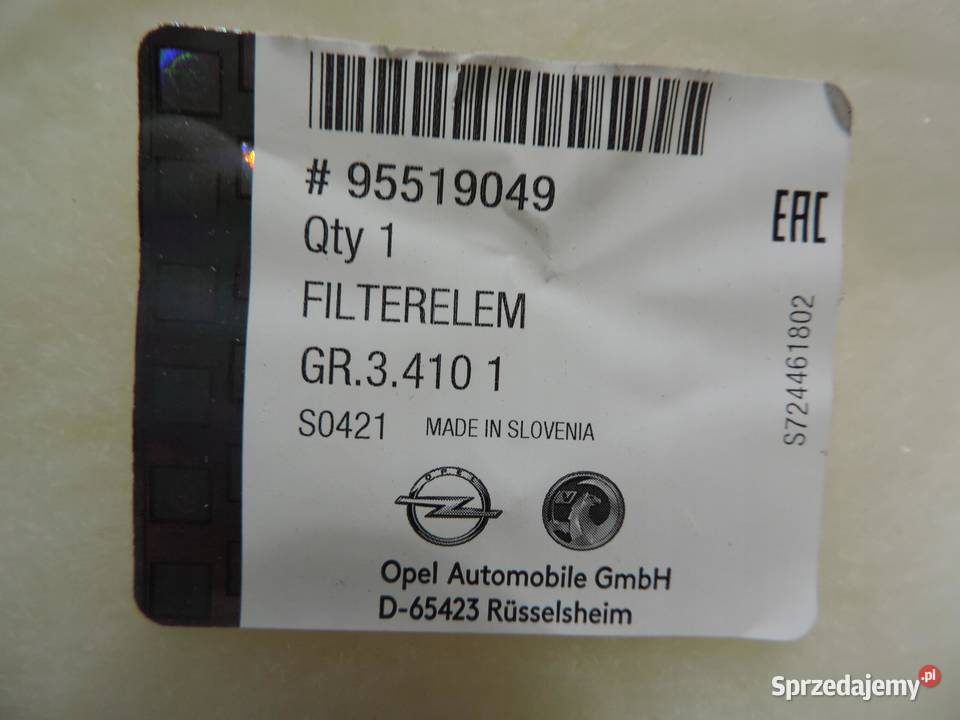 # 95519049
Qty 1
FILTERELEM
GR.3.410 1
S0421 MADE IN SLOVENIA
EAC
S724461802
OPEL
V
Opel Automobile GmbH
D-65423 Rüsselsheim
Sprzedajemy.pl